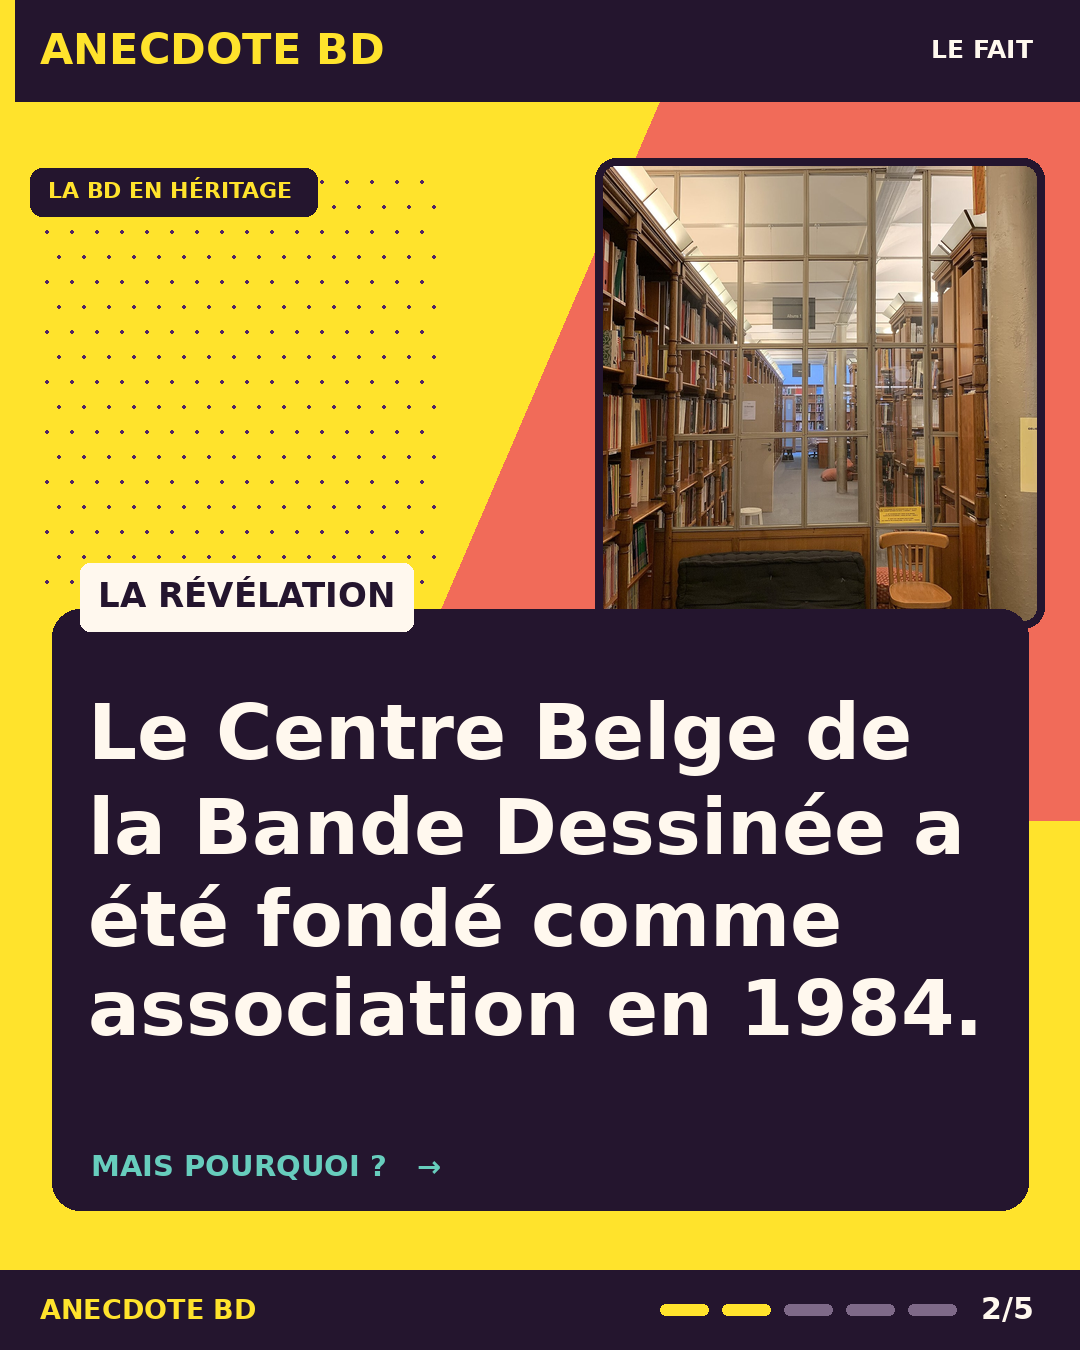 ANECDOTE BD
LE FAIT
LA BD EN HÉRITAGE
LA RÉVÉLATION
Le Centre Belge de
la Bande Dessinée a
été fondé comme
association en 1984.
MAIS POURQUOI ? →
ANECDOTE BD
2/5